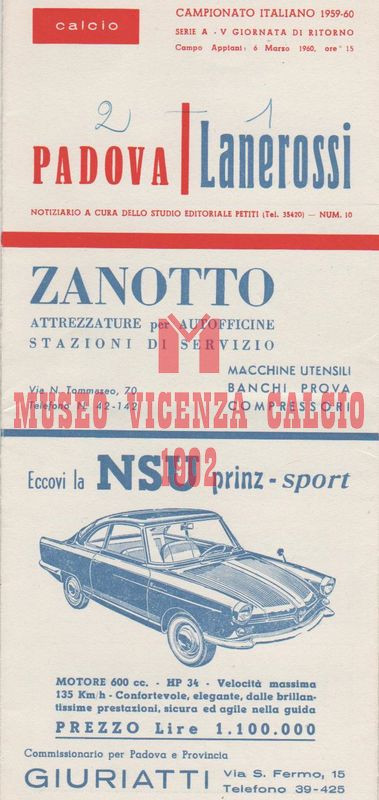 calcio
CAMPIONATO ITALIANO 1959-60
SERIE A - V GIORNATA DI RITORNO
Campo Appiani: 6 Marzo 1960, ore 15
2 1
PADOVA Lanerossi
NOTIZIARIO A CURA DELLO STUDIO EDITORIALE PETITI (Tel. 35420) — NUM. 10
ZANOTTO
ATTREZZATURE per AUTOFFICINE
STAZIONI DI SERVIZIO
MACCHINE UTENSILI
BANCHI PROVA
COMPRESSORI
Via N. Tommaseo, 70
Telefono N. 42-142
M
MUSEO VICENZA CALCIO
1902
Eccovi la NSU prinz - sport
MOTORE 600 cc. - HP 34 - Velocità massima
135 Km/h - Confortevole, elegante, dalle brillan-
tissime prestazioni, sicura ed agile nella guida
PREZZO Lire 1.100.000
Commissionario per Padova e Provincia
GIURIATTI Via S. Fermo, 15
Telefono 39-425